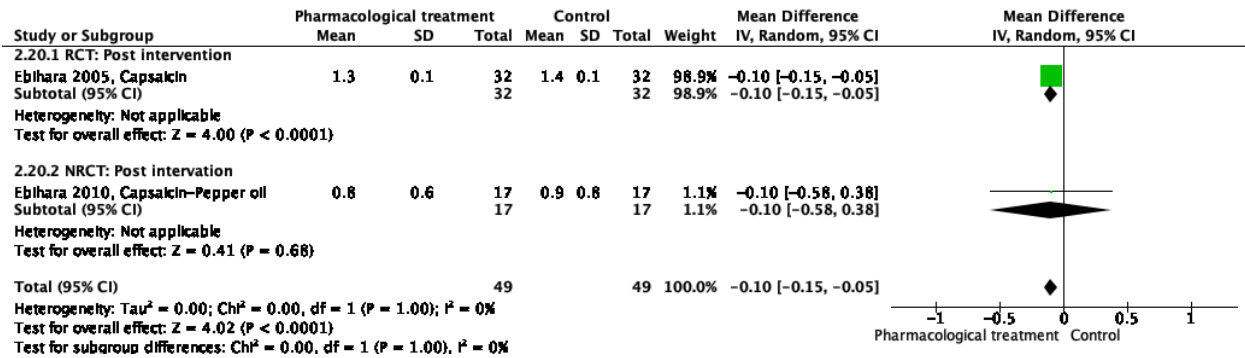 Pharmacological treatment Control Mean Difference Mean Difference
Study or Subgroup Mean SD Total Mean SD Total Weight IV, Random, 95% CI IV, Random, 95% CI
2.20.1 RCT: Post intervention
Ebihara 2005, Capsaicin 1.3 0.1 32 1.4 0.1 32 98.9% −0.10 [−0.15, −0.05]
Subtotal (95% CI) 32 32 98.9% −0.10 [−0.15, −0.05]
Heterogeneity: Not applicable
Test for overall effect: Z = 4.00 (P < 0.0001)
2.20.2 NRCT: Post intervation
Ebihara 2010, Capsaicin–Pepper oil 0.8 0.6 17 0.9 0.8 17 1.1% −0.10 [−0.58, 0.38]
Subtotal (95% CI) 17 17 1.1% −0.10 [−0.58, 0.38]
Heterogeneity: Not applicable
Test for overall effect: Z = 0.41 (P = 0.68)
Total (95% CI) 49 49 100.0% −0.10 [−0.15, −0.05]
Heterogeneity: Tau² = 0.00; Chi² = 0.00, df = 1 (P = 1.00); I² = 0%
Test for overall effect: Z = 4.02 (P < 0.0001)
Test for subgroup differences: Chi² = 0.00, df = 1 (P = 1.00), I² = 0%
−1 −0.5 0 0.5 1
Pharmacological treatment Control